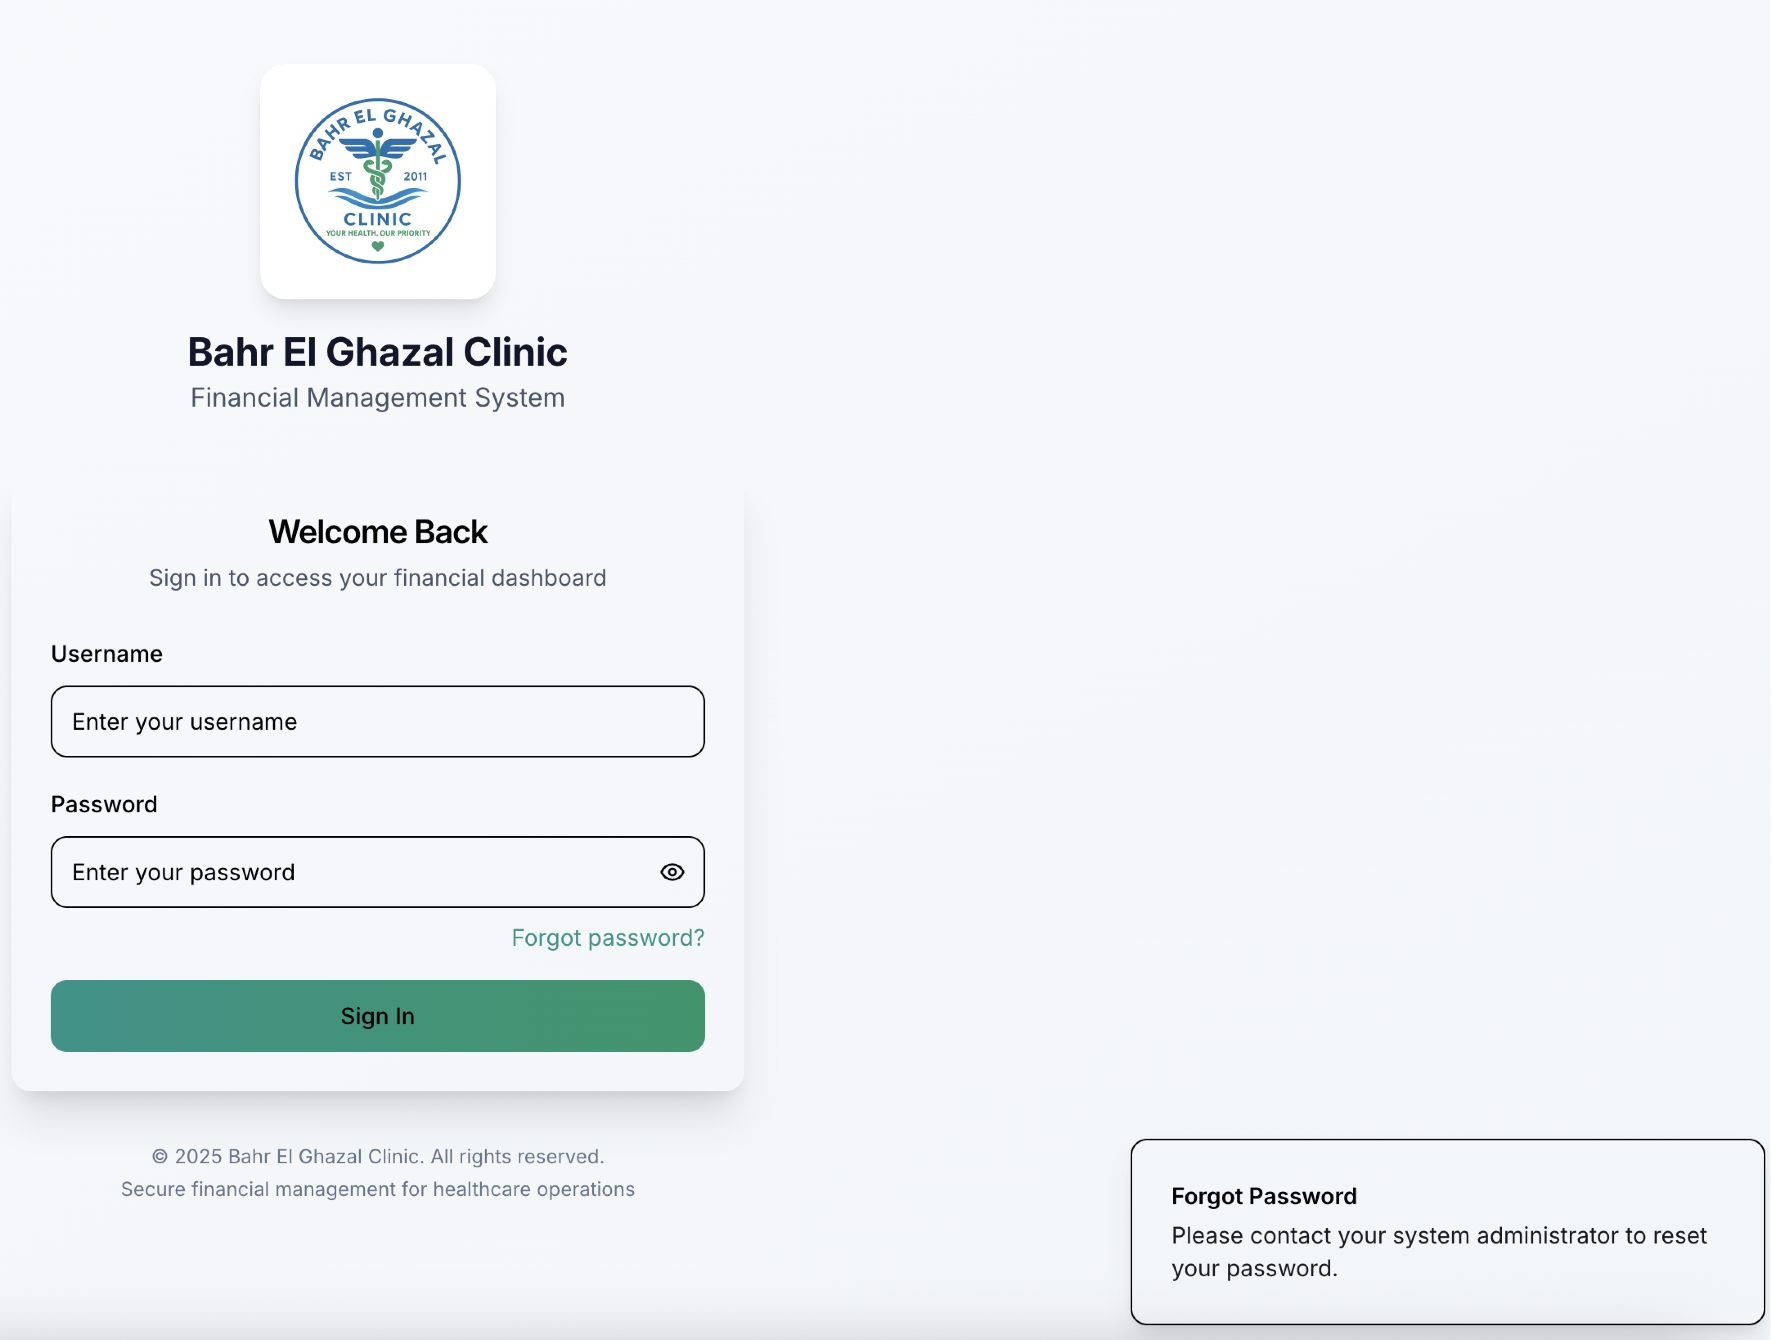 BAHR EL GHAZAL
EST 2011
CLINIC
YOUR HEALTH, OUR PRIORITY
Bahr El Ghazal Clinic
Financial Management System
Welcome Back
Sign in to access your financial dashboard
Username
Enter your username
Password
Enter your password
Forgot password?
Sign In
© 2025 Bahr El Ghazal Clinic. All rights reserved.
Secure financial management for healthcare operations
Forgot Password
Please contact your system administrator to reset
your password.